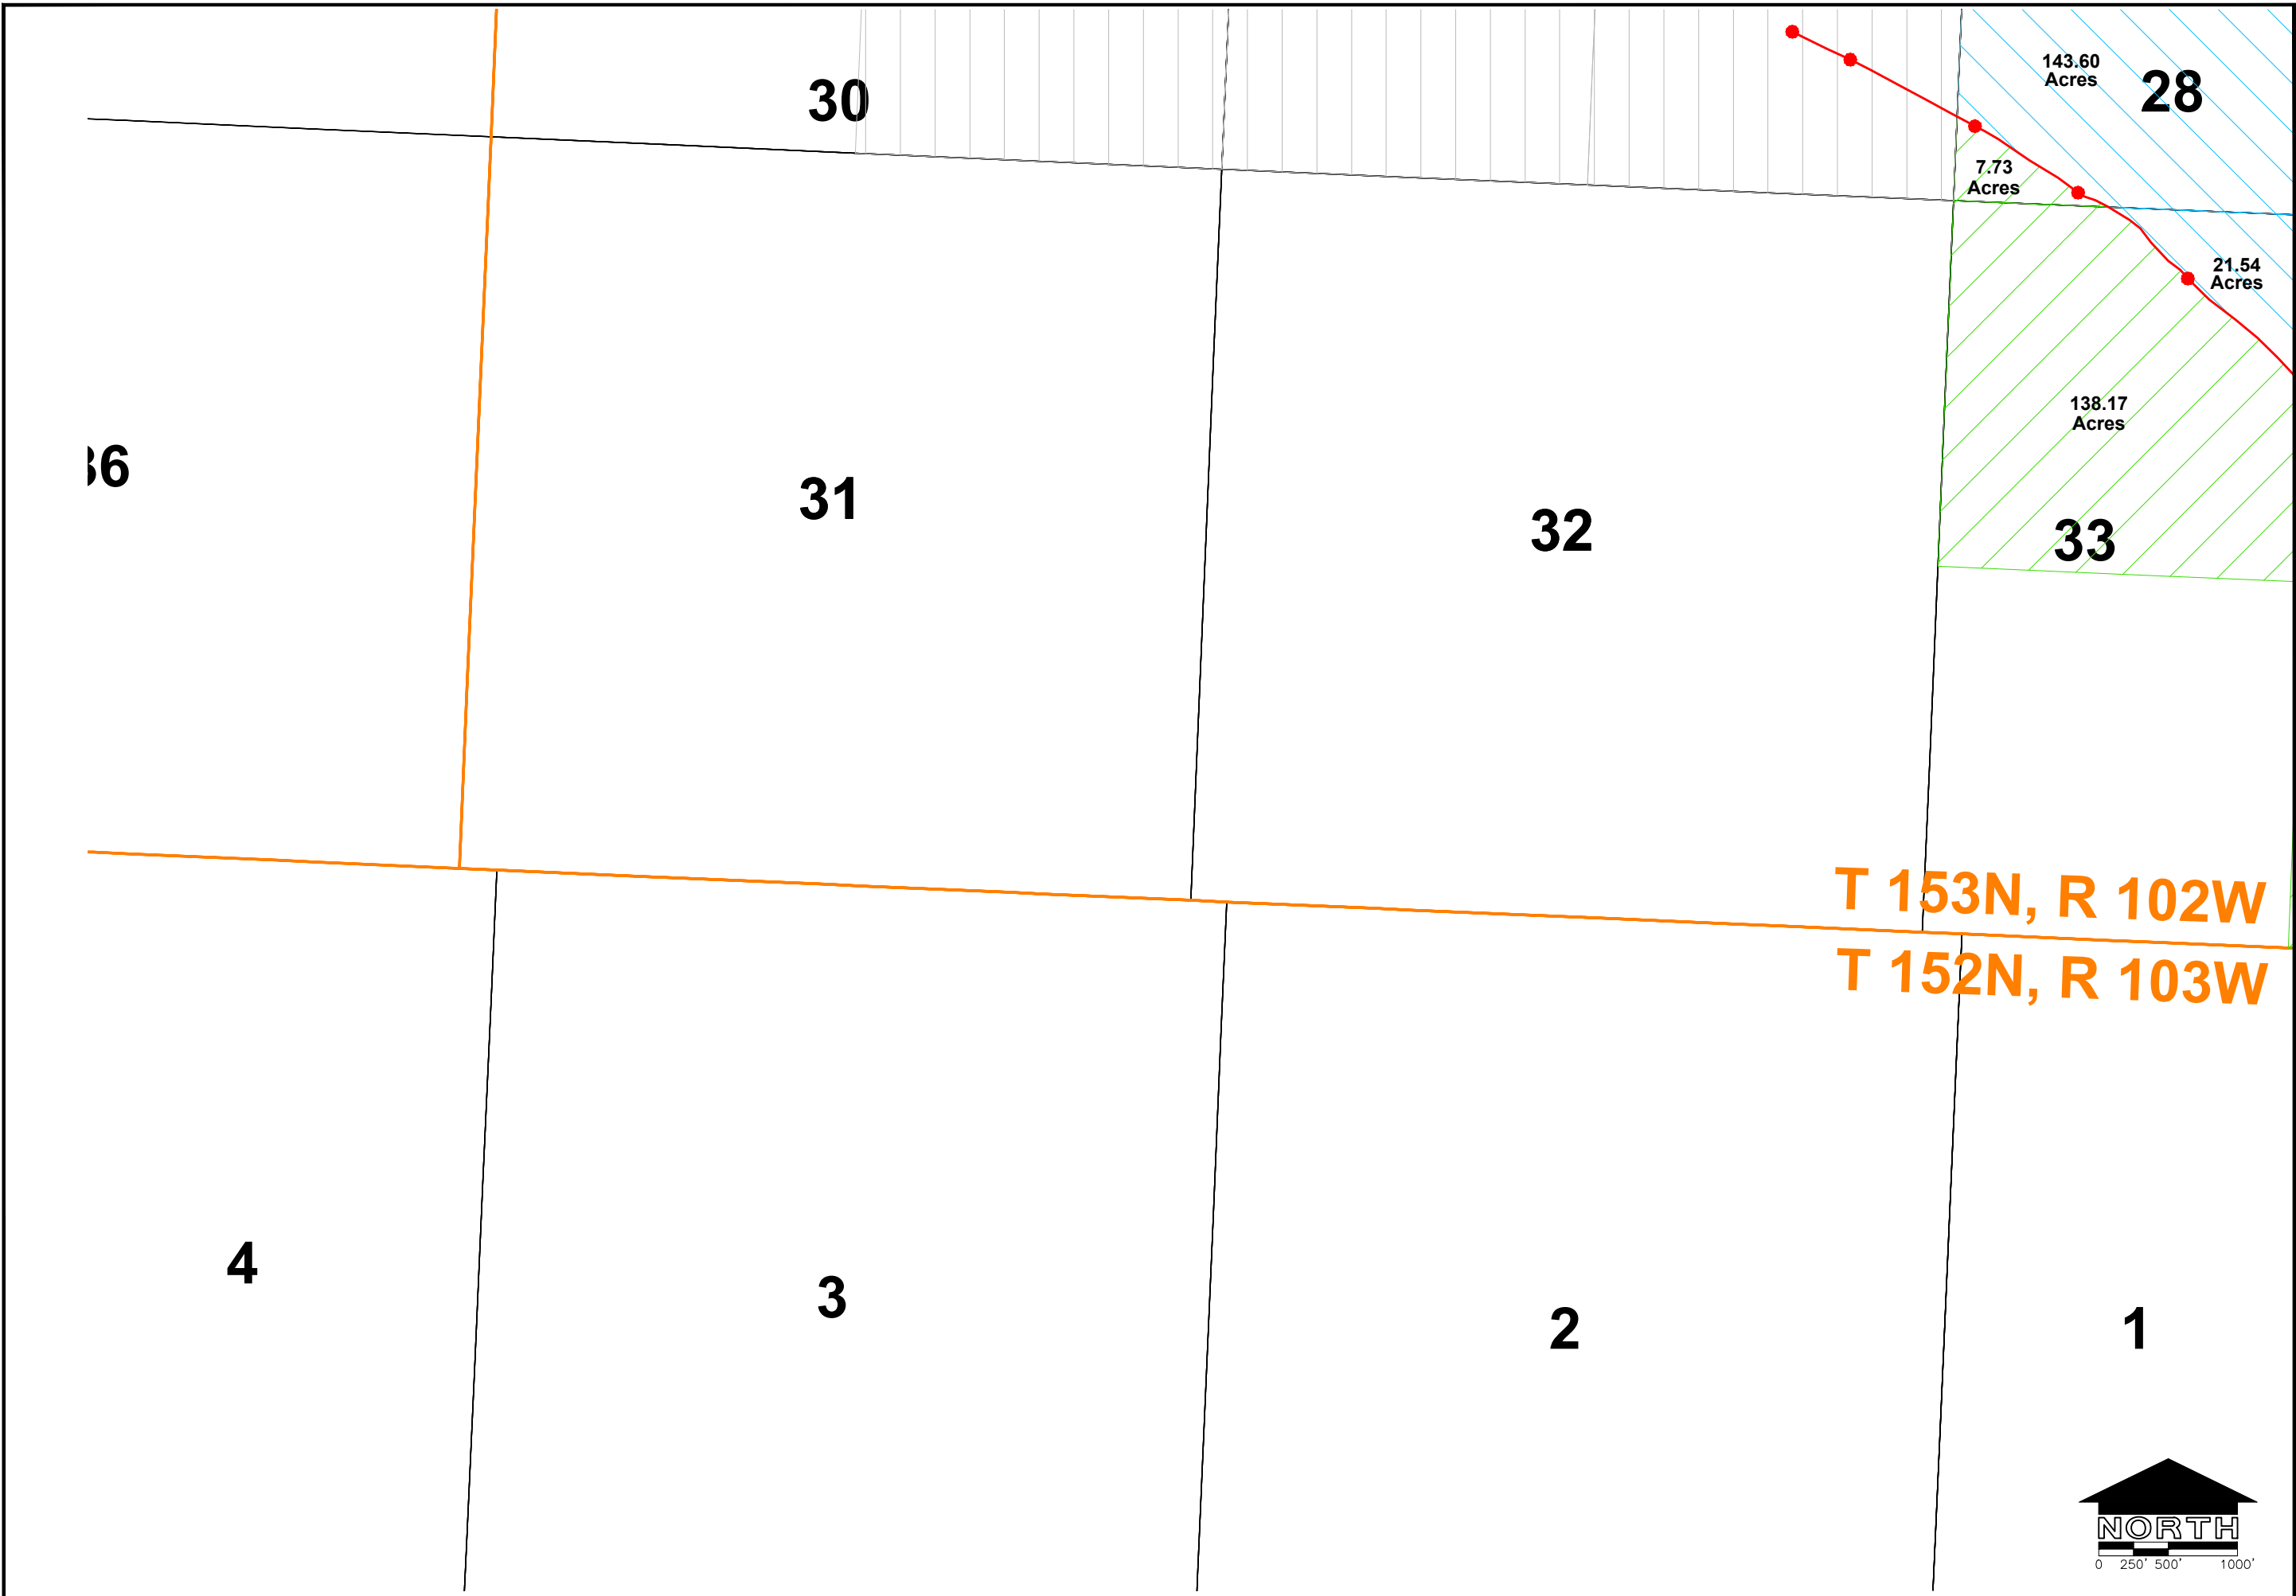 143.60
Acres
28
30
7.73
Acres
21.54
Acres
138.17
Acres
36
31
32
33
T 153N, R 102W
T 152N, R 103W
4
3
2
1
NORTH
0 250' 500' 1000'